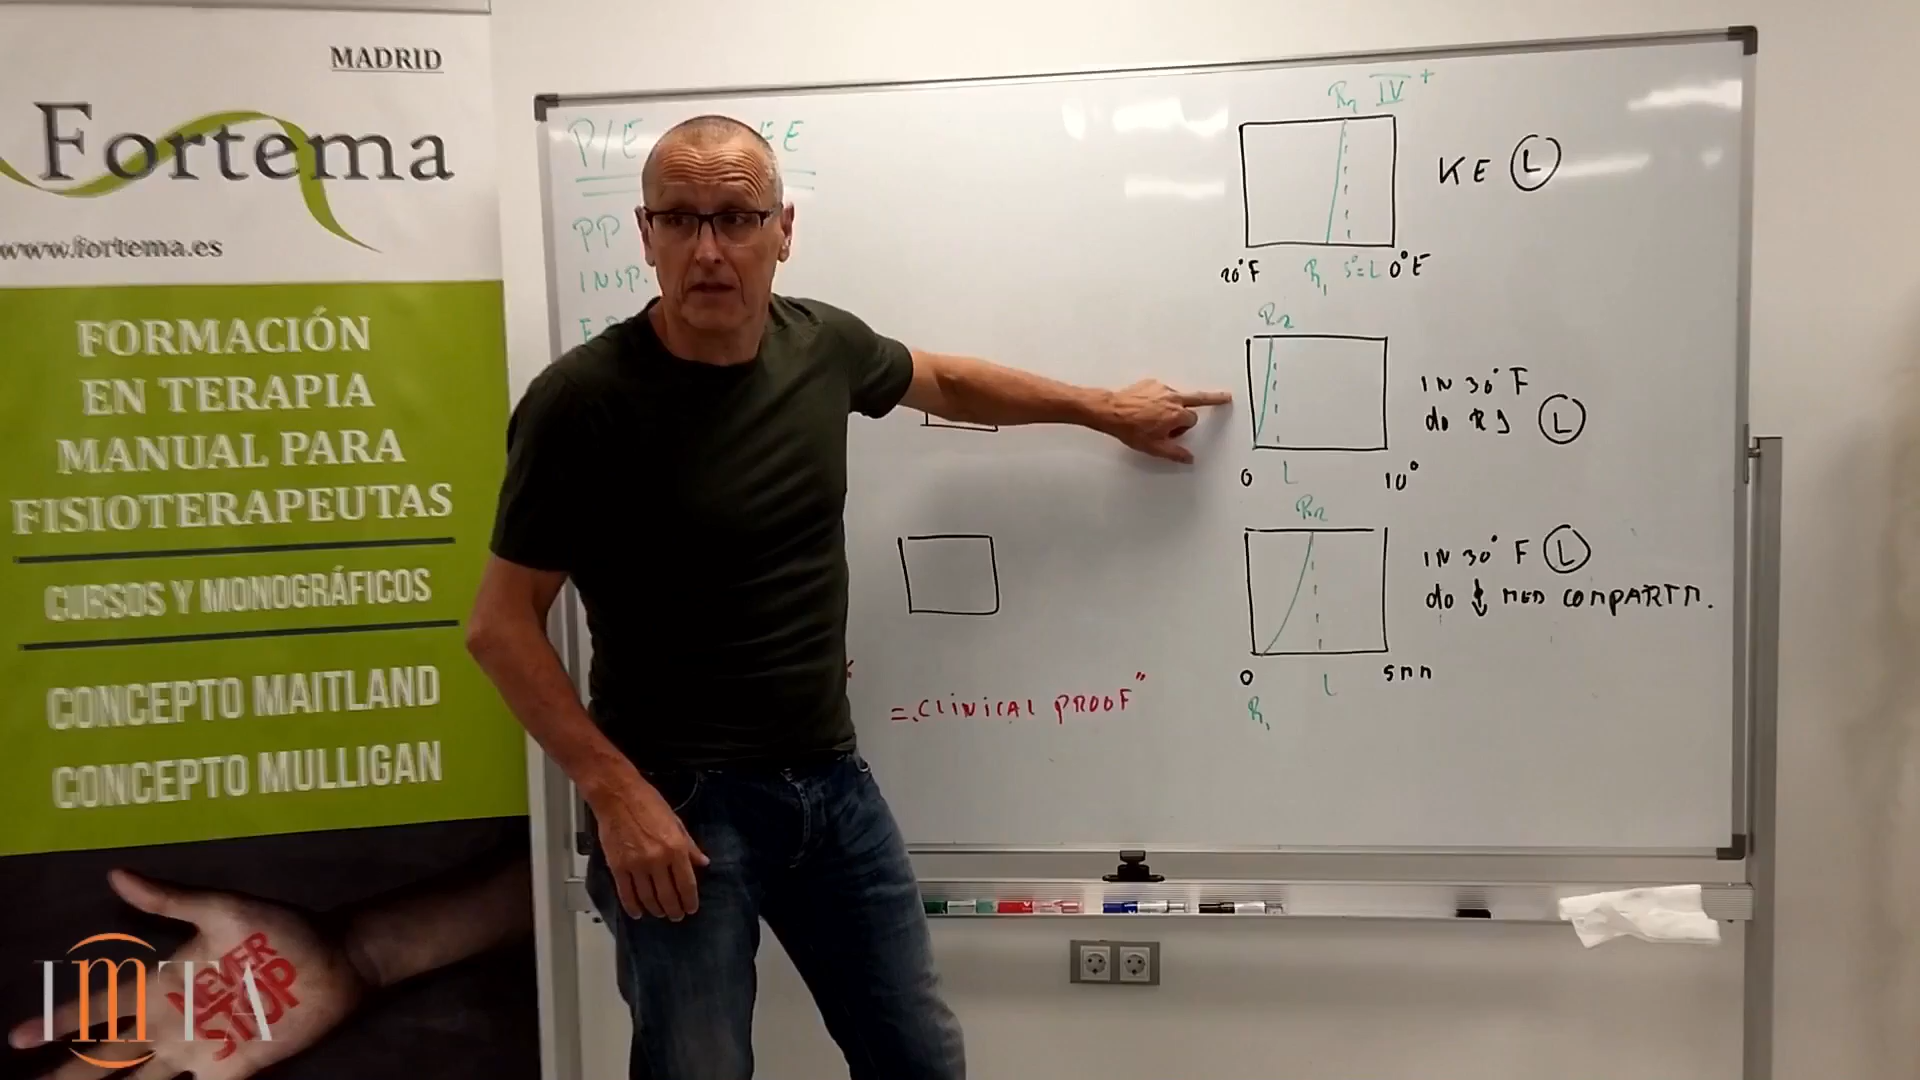 MADRID
Fortema
www.fortema.es
FORMACIÓN
EN TERAPIA
MANUAL PARA
FISIOTERAPEUTAS
CURSOS Y MONOGRÁFICOS
CONCEPTO MAITLAND
CONCEPTO MULLIGAN
NEVER
STOP
IMTA
P/E
PP
INSP.
= "CLINICAL PROOF"
R2 IV+
KE L
20°F R1 5°=L 0°E
R2
IN 30° F
do L
0 L 10°
R2
IN 30° F L
do MED COMPARTM.
0 L 5mm
R1